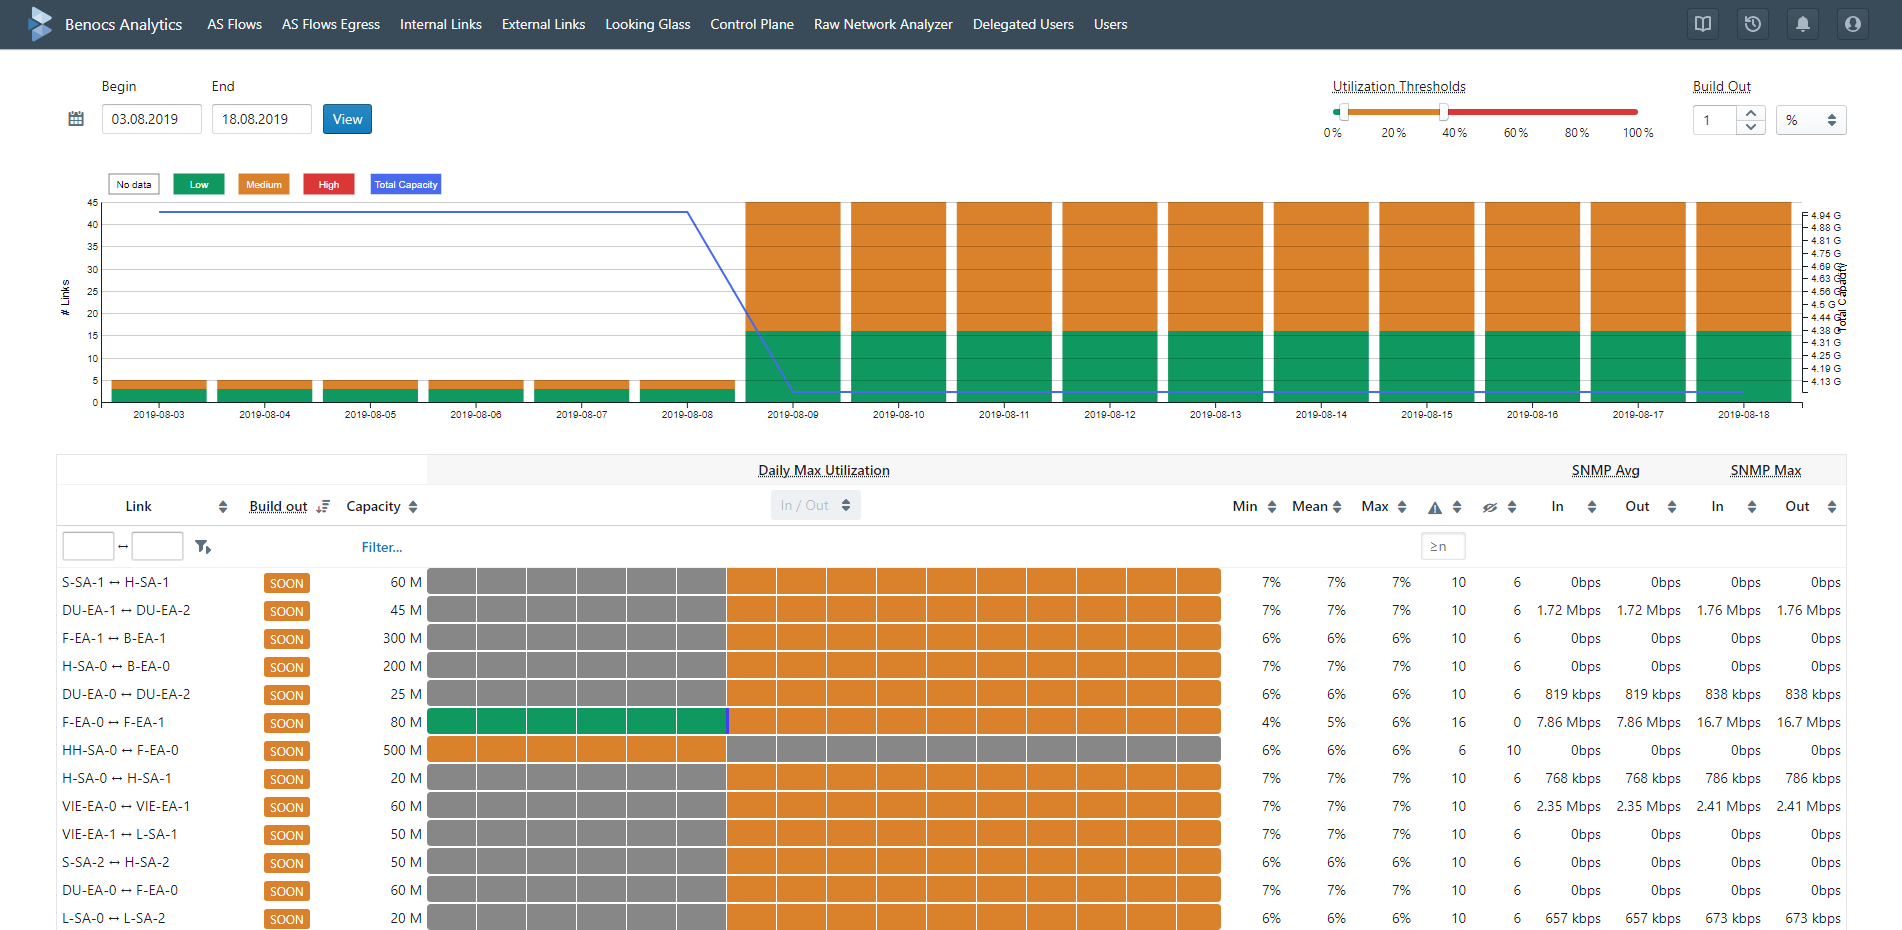 Benocs Analytics AS Flows AS Flows Egress Internal Links External Links Looking Glass Control Plane Raw Network Analyzer Delegated Users Users
Begin End Utilization Thresholds Build Out
03.08.2019 18.08.2019 View 1 %
0% 20% 40% 60% 80% 100%
No data Low Medium High Total Capacity
45
40
35
30
25
20
15
10
5
0
# Links
4.94 G
4.88 G
4.81 G
4.75 G
4.69 G
4.63 G
4.56 G
4.5 G
4.44 G
4.38 G
4.31 G
4.25 G
4.19 G
4.13 G
Total Capacity
2019-08-03 2019-08-04 2019-08-05 2019-08-06 2019-08-07 2019-08-08 2019-08-09 2019-08-10 2019-08-11 2019-08-12 2019-08-13 2019-08-14 2019-08-15 2019-08-16 2019-08-17 2019-08-18
Daily Max Utilization SNMP Avg SNMP Max
Link Build out Capacity In / Out Min Mean Max In Out In Out
↔ Filter... ≥n
S-SA-1 ↔ H-SA-1 SOON 60 M 7% 7% 7% 10 6 0bps 0bps 0bps 0bps
DU-EA-1 ↔ DU-EA-2 SOON 45 M 7% 7% 7% 10 6 1.72 Mbps 1.72 Mbps 1.76 Mbps 1.76 Mbps
F-EA-1 ↔ B-EA-1 SOON 300 M 6% 6% 6% 10 6 0bps 0bps 0bps 0bps
H-SA-0 ↔ B-EA-0 SOON 200 M 7% 7% 7% 10 6 0bps 0bps 0bps 0bps
DU-EA-0 ↔ DU-EA-2 SOON 25 M 6% 6% 6% 10 6 819 kbps 819 kbps 838 kbps 838 kbps
F-EA-0 ↔ F-EA-1 SOON 80 M 4% 5% 6% 16 0 7.86 Mbps 7.86 Mbps 16.7 Mbps 16.7 Mbps
HH-SA-0 ↔ F-EA-0 SOON 500 M 6% 6% 6% 6 10 0bps 0bps 0bps 0bps
H-SA-0 ↔ H-SA-1 SOON 20 M 7% 7% 7% 10 6 768 kbps 768 kbps 786 kbps 786 kbps
VIE-EA-0 ↔ VIE-EA-1 SOON 60 M 7% 7% 7% 10 6 2.35 Mbps 2.35 Mbps 2.41 Mbps 2.41 Mbps
VIE-EA-1 ↔ L-SA-1 SOON 50 M 7% 7% 7% 10 6 0bps 0bps 0bps 0bps
S-SA-2 ↔ H-SA-2 SOON 50 M 6% 6% 6% 10 6 0bps 0bps 0bps 0bps
DU-EA-0 ↔ F-EA-0 SOON 60 M 7% 7% 7% 10 6 0bps 0bps 0bps 0bps
L-SA-0 ↔ L-SA-2 SOON 20 M 6% 6% 6% 10 6 657 kbps 657 kbps 673 kbps 673 kbps